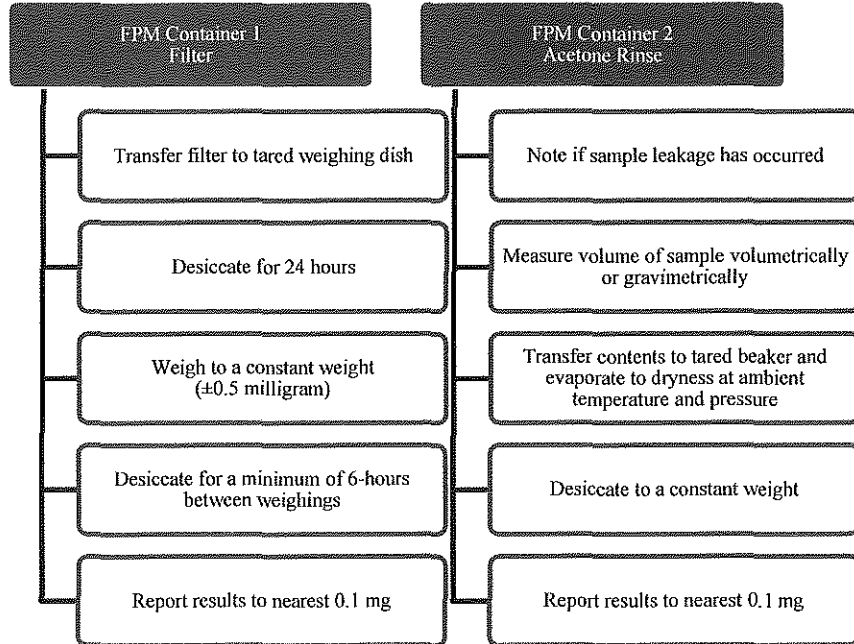 FPM Container 1
Filter
Transfer filter to tared weighing dish
Desiccate for 24 hours
Weigh to a constant weight
(±0.5 milligram)
Desiccate for a minimum of 6-hours
between weighings
Report results to nearest 0.1 mg
FPM Container 2
Acetone Rinse
Note if sample leakage has occurred
Measure volume of sample volumetrically
or gravimetrically
Transfer contents to tared beaker and
evaporate to dryness at ambient
temperature and pressure
Desiccate to a constant weight
Report results to nearest 0.1 mg